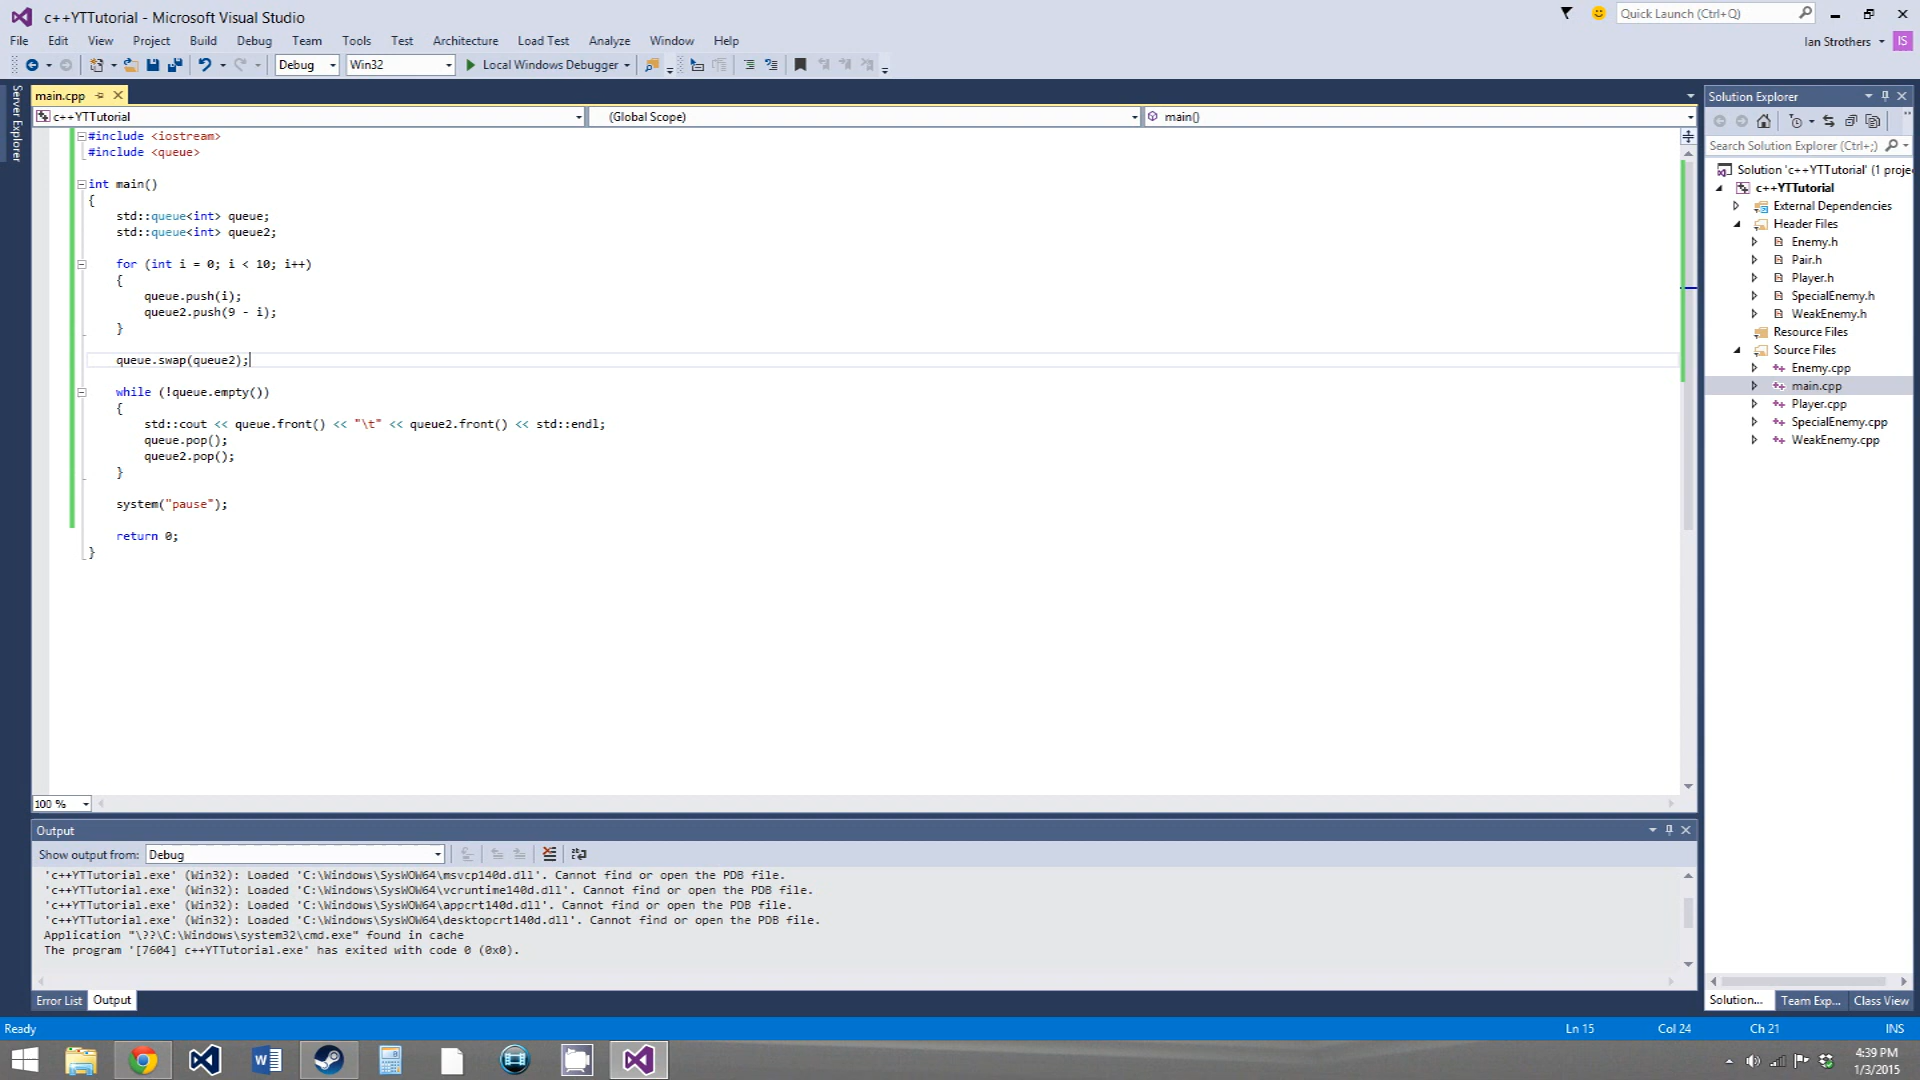 c++YTTutorial - Microsoft Visual Studio
Quick Launch (Ctrl+Q)
File Edit View Project Build Debug Team Tools Test Architecture Load Test Analyze Window Help
Ian Strothers
IS
Debug
Win32
Local Windows Debugger
Server Explorer
main.cpp
c++YTTutorial
(Global Scope)
main()
#include <iostream>
#include <queue>
int main()
{
std::queue<int> queue;
std::queue<int> queue2;
for (int i = 0; i < 10; i++)
{
queue.push(i);
queue2.push(9 - i);
}
queue.swap(queue2);
while (!queue.empty())
{
std::cout << queue.front() << "\t" << queue2.front() << std::endl;
queue.pop();
queue2.pop();
}
system("pause");
return 0;
}
100 %
Solution Explorer
Search Solution Explorer (Ctrl+;)
Solution 'c++YTTutorial' (1 proje
c++YTTutorial
External Dependencies
Header Files
Enemy.h
Pair.h
Player.h
SpecialEnemy.h
WeakEnemy.h
Resource Files
Source Files
Enemy.cpp
main.cpp
Player.cpp
SpecialEnemy.cpp
WeakEnemy.cpp
Output
Show output from: Debug
'c++YTTutorial.exe' (Win32): Loaded 'C:\Windows\SysWOW64\msvcp140d.dll'. Cannot find or open the PDB file.
'c++YTTutorial.exe' (Win32): Loaded 'C:\Windows\SysWOW64\vcruntime140d.dll'. Cannot find or open the PDB file.
'c++YTTutorial.exe' (Win32): Loaded 'C:\Windows\SysWOW64\appcrt140d.dll'. Cannot find or open the PDB file.
'c++YTTutorial.exe' (Win32): Loaded 'C:\Windows\SysWOW64\desktopcrt140d.dll'. Cannot find or open the PDB file.
Application "\??\C:\Windows\system32\cmd.exe" found in cache
The program '[7604] c++YTTutorial.exe' has exited with code 0 (0x0).
Error List Output
Solution... Team Exp... Class View
Ready
Ln 15 Col 24 Ch 21 INS
4:39 PM
1/3/2015